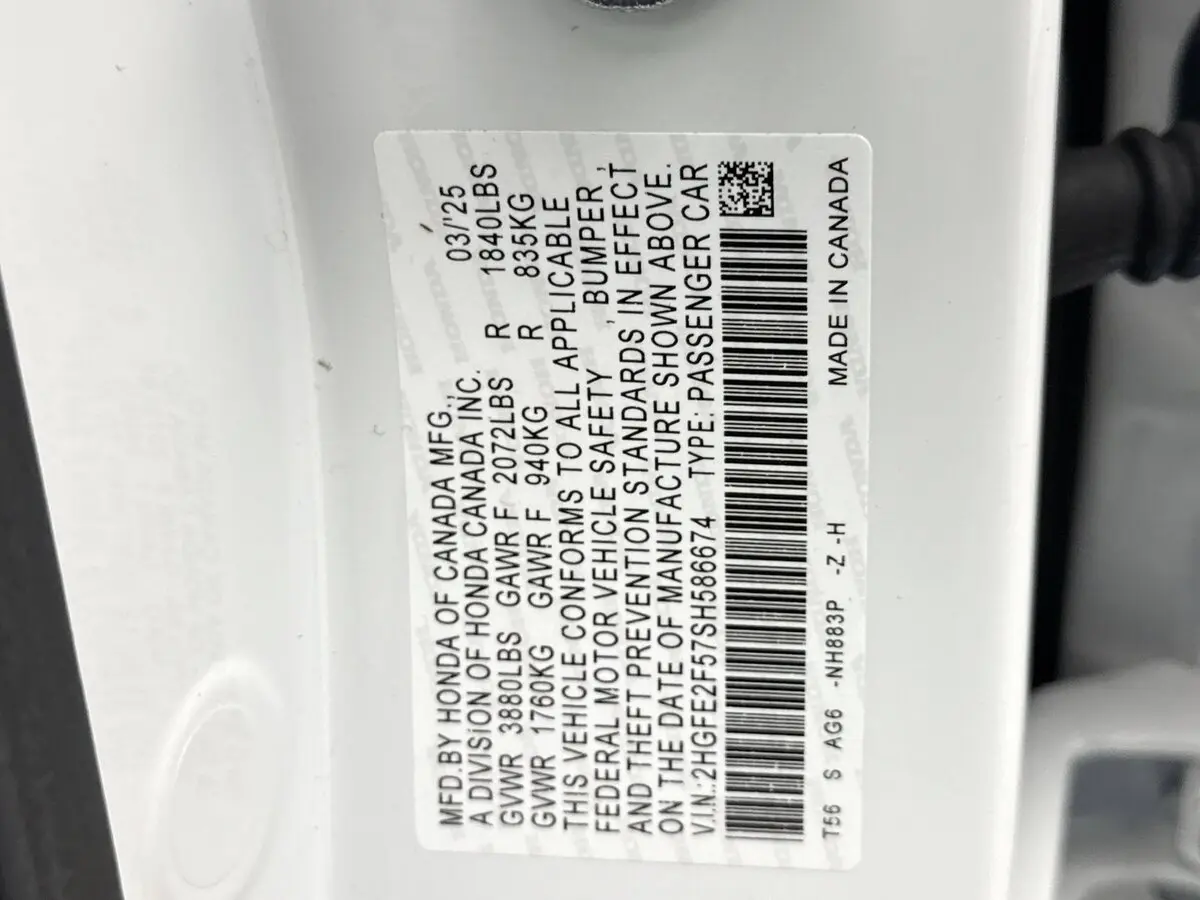 MFD.BY HONDA OF CANADA MFG., 03/'25
A DIVISION OF HONDA CANADA INC.
GVWR 3880LBS GAWR F 2072LBS R 1840LBS
GVWR 1760KG GAWR F 940KG R 835KG
THIS VEHICLE CONFORMS TO ALL APPLICABLE
FEDERAL MOTOR VEHICLE SAFETY , BUMPER ,
AND THEFT PREVENTION STANDARDS IN EFFECT
ON THE DATE OF MANUFACTURE SHOWN ABOVE.
V.I.N.:2HGFE2F57SH586674 TYPE: PASSENGER CAR
T56 S AG6 -NH883P -Z -H MADE IN CANADA